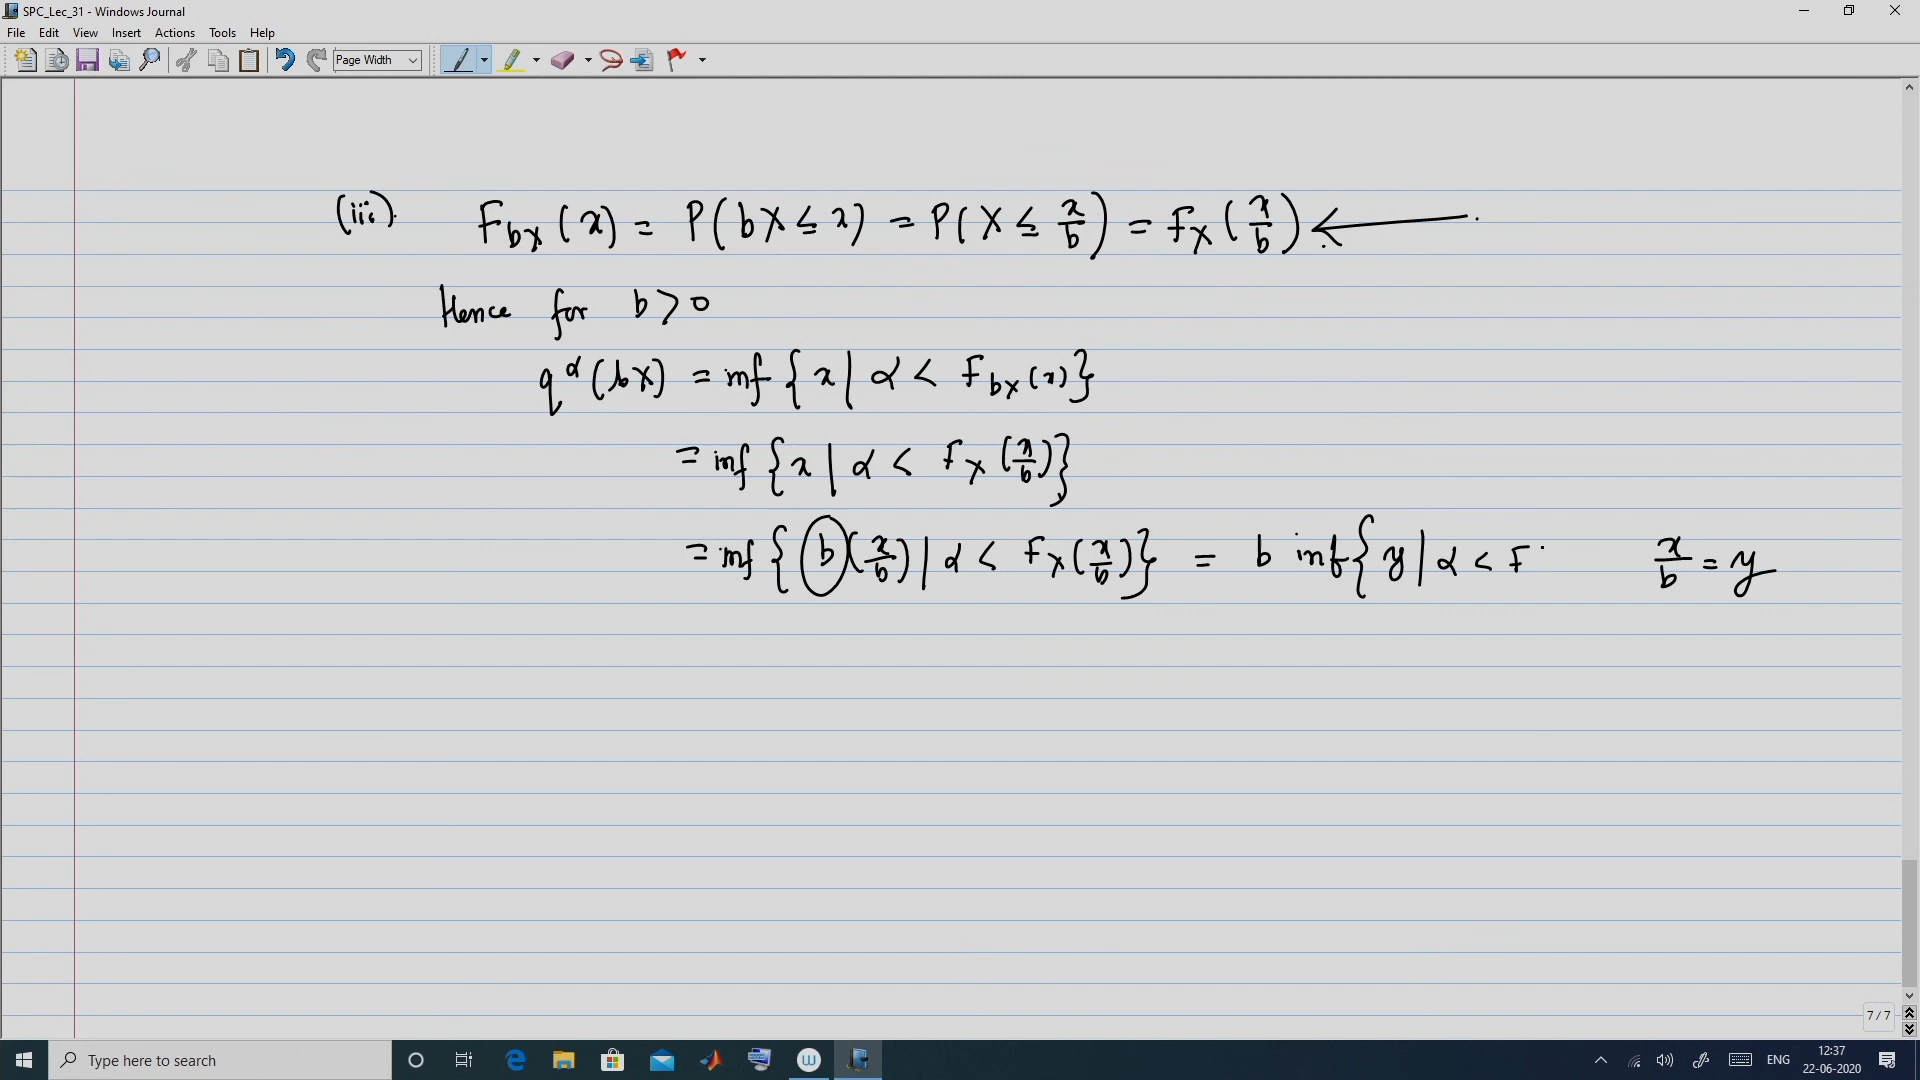 SPC_Lec_31 - Windows Journal
File Edit View Insert Actions Tools Help
Page Width
(iii). F_{bX}(x) = P(bX ≤ x) = P(X ≤ x/b) = F_X(x/b) ←
Hence for b > 0
q^α(bX) = inf { x | α < F_{bX}(x) }
= inf { x | α < F_X(x/b) }
= inf { b(x/b) | α < F_X(x/b) } = b inf { y | α < F x/b = y
7 / 7
Type here to search
ENG
12:37
22-06-2020